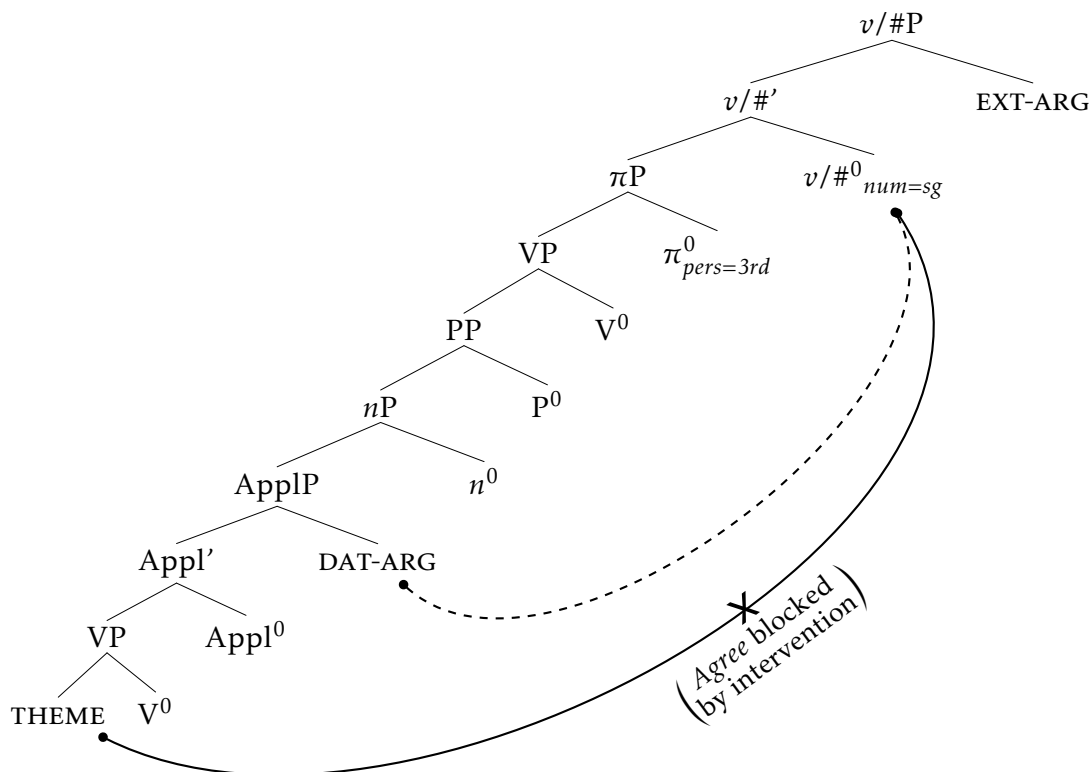 v/#P
v/#’ EXT-ARG
πP v/#⁰num=sg
VP π⁰pers=3rd
PP V⁰
nP P⁰
ApplP n⁰
Appl’ DAT-ARG
VP Appl⁰
THEME V⁰
(Agree blocked
by intervention)